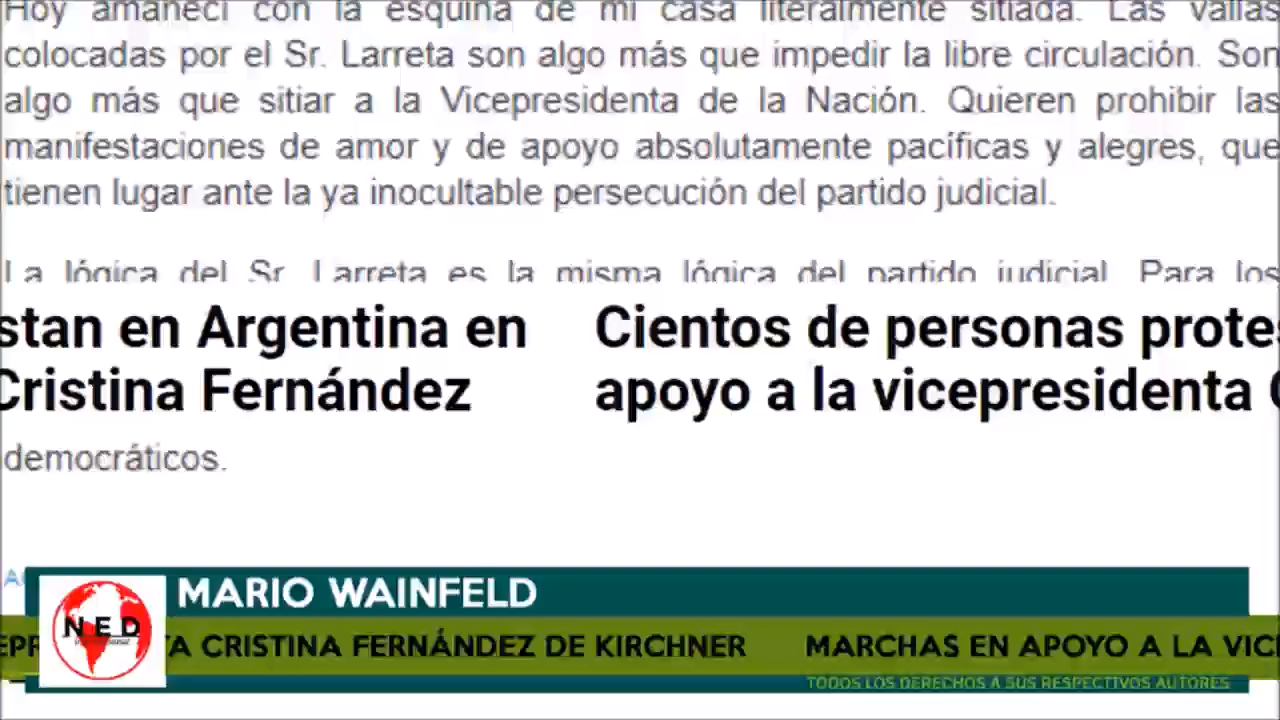 Hoy amanecí con la esquina de mi casa literalmente sitiada. Las vallas
colocadas por el Sr. Larreta son algo más que impedir la libre circulación. Son
algo más que sitiar a la Vicepresidenta de la Nación. Quieren prohibir las
manifestaciones de amor y de apoyo absolutamente pacíficas y alegres, que
tienen lugar ante la ya inocultable persecución del partido judicial.
La lógica del Sr. Larreta es la misma lógica del partido judicial. Para los
stan en Argentina en Cientos de personas prote
Cristina Fernández apoyo a la vicepresidenta C
democráticos.
MARIO WAINFELD
N.E.D
EPR TA CRISTINA FERNÁNDEZ DE KIRCHNER MARCHAS EN APOYO A LA VICE
TODOS LOS DERECHOS A SUS RESPECTIVOS AUTORES